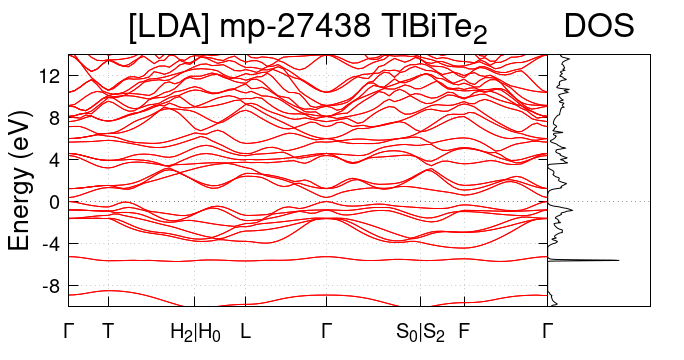 [LDA] mp-27438 TlBiTe2 DOS
Energy (eV)
12
8
4
0
-4
-8
Γ T H2|H0 L Γ S0|S2 F Γ